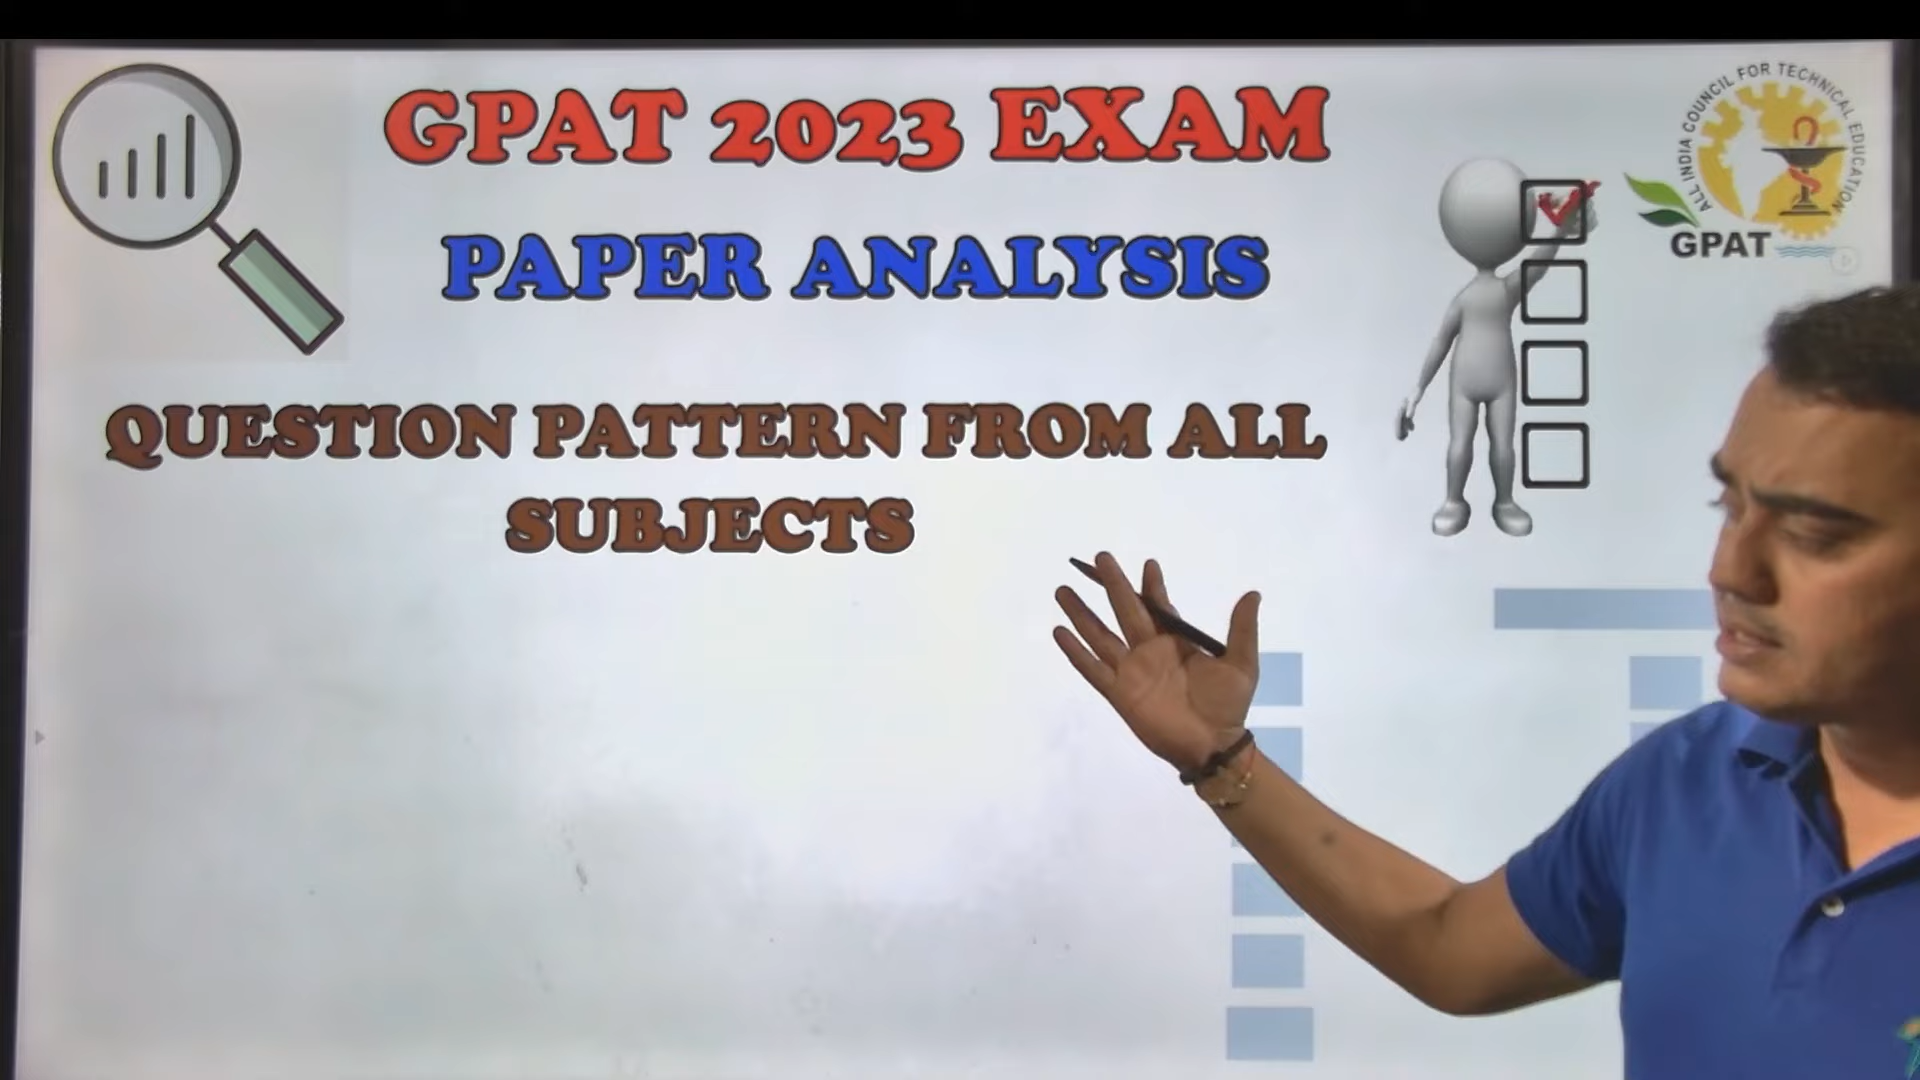 GPAT 2023 EXAM
PAPER ANALYSIS
QUESTION PATTERN FROM ALL
SUBJECTS
ALL INDIA COUNCIL FOR TECHNICAL EDUCATION
GPAT